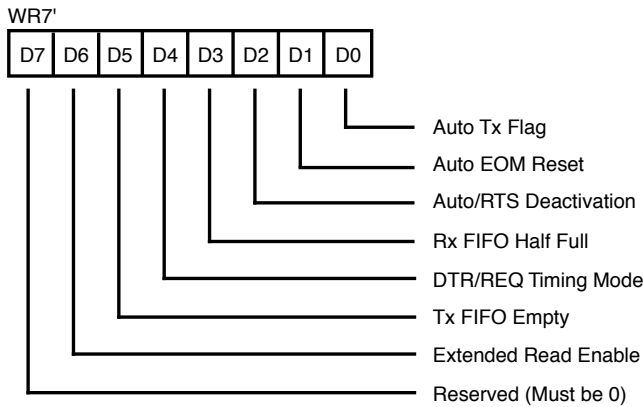 WR7'
D7 D6 D5 D4 D3 D2 D1 D0
Auto Tx Flag
Auto EOM Reset
Auto/RTS Deactivation
Rx FIFO Half Full
DTR/REQ Timing Mode
Tx FIFO Empty
Extended Read Enable
Reserved (Must be 0)